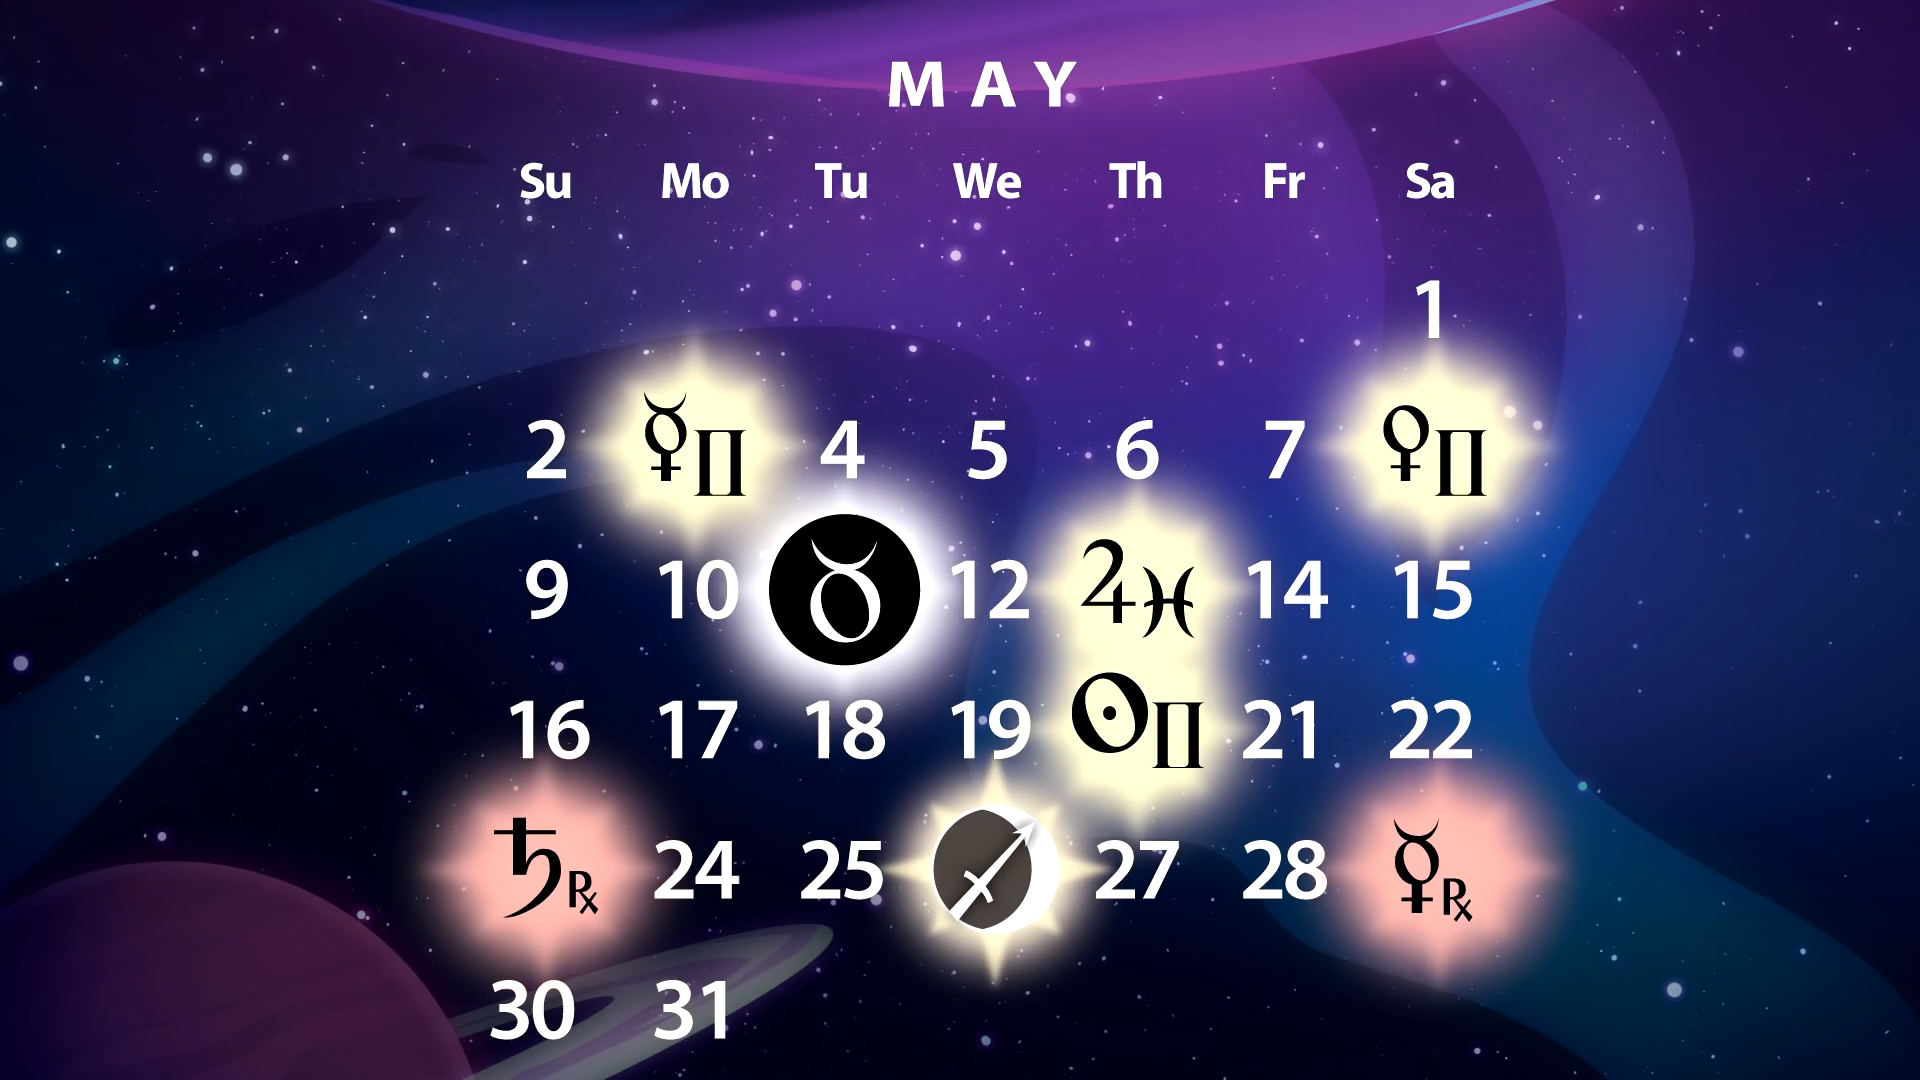 MAY
Su Mo Tu We Th Fr Sa
1
2 ☿♊ 4 5 6 7 ♀♊
9 10 ♉ 12 ♃♓ 14 15
16 17 18 19 ☉♊ 21 22
♄℞ 24 25 ♐ 27 28 ☿℞
30 31